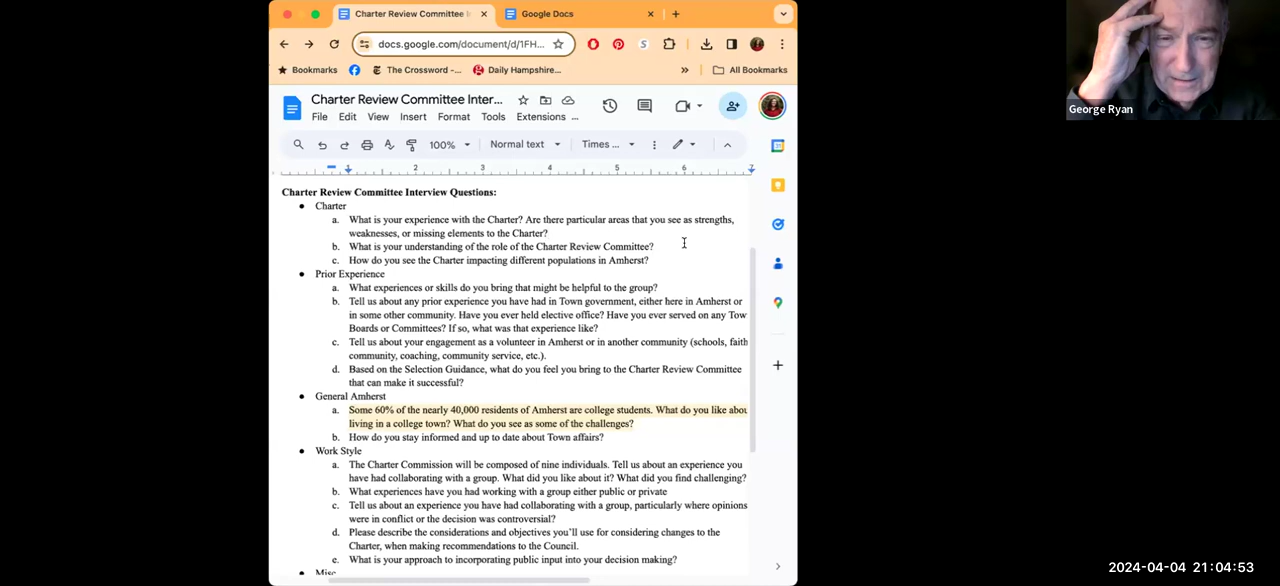 Charter Review Committee I
Google Docs
docs.google.com/document/d/1FH...
Bookmarks
The Crossword -...
Daily Hampshire...
All Bookmarks
Charter Review Committee Inter...
File Edit View Insert Format Tools Extensions ...
100% Normal text Times ...
1 2 3 4 5 6 7
Charter Review Committee Interview Questions:
● Charter
a. What is your experience with the Charter? Are there particular areas that you see as strengths,
weaknesses, or missing elements to the Charter?
b. What is your understanding of the role of the Charter Review Committee?
c. How do you see the Charter impacting different populations in Amherst?
● Prior Experience
a. What experiences or skills do you bring that might be helpful to the group?
b. Tell us about any prior experience you have had in Town government, either here in Amherst or
in some other community. Have you ever held elective office? Have you ever served on any Tow
Boards or Committees? If so, what was that experience like?
c. Tell us about your engagement as a volunteer in Amherst or in another community (schools, faith
community, coaching, community service, etc.).
d. Based on the Selection Guidance, what do you feel you bring to the Charter Review Committee
that can make it successful?
● General Amherst
a. Some 60% of the nearly 40,000 residents of Amherst are college students. What do you like abou
living in a college town? What do you see as some of the challenges?
b. How do you stay informed and up to date about Town affairs?
● Work Style
a. The Charter Commission will be composed of nine individuals. Tell us about an experience you
have had collaborating with a group. What did you like about it? What did you find challenging?
b. What experiences have you had working with a group either public or private
c. Tell us about an experience you have had collaborating with a group, particularly where opinions
were in conflict or the decision was controversial?
d. Please describe the considerations and objectives you'll use for considering changes to the
Charter, when making recommendations to the Council.
e. What is your approach to incorporating public input into your decision making?
● Misc
George Ryan
2024-04-04 21:04:53